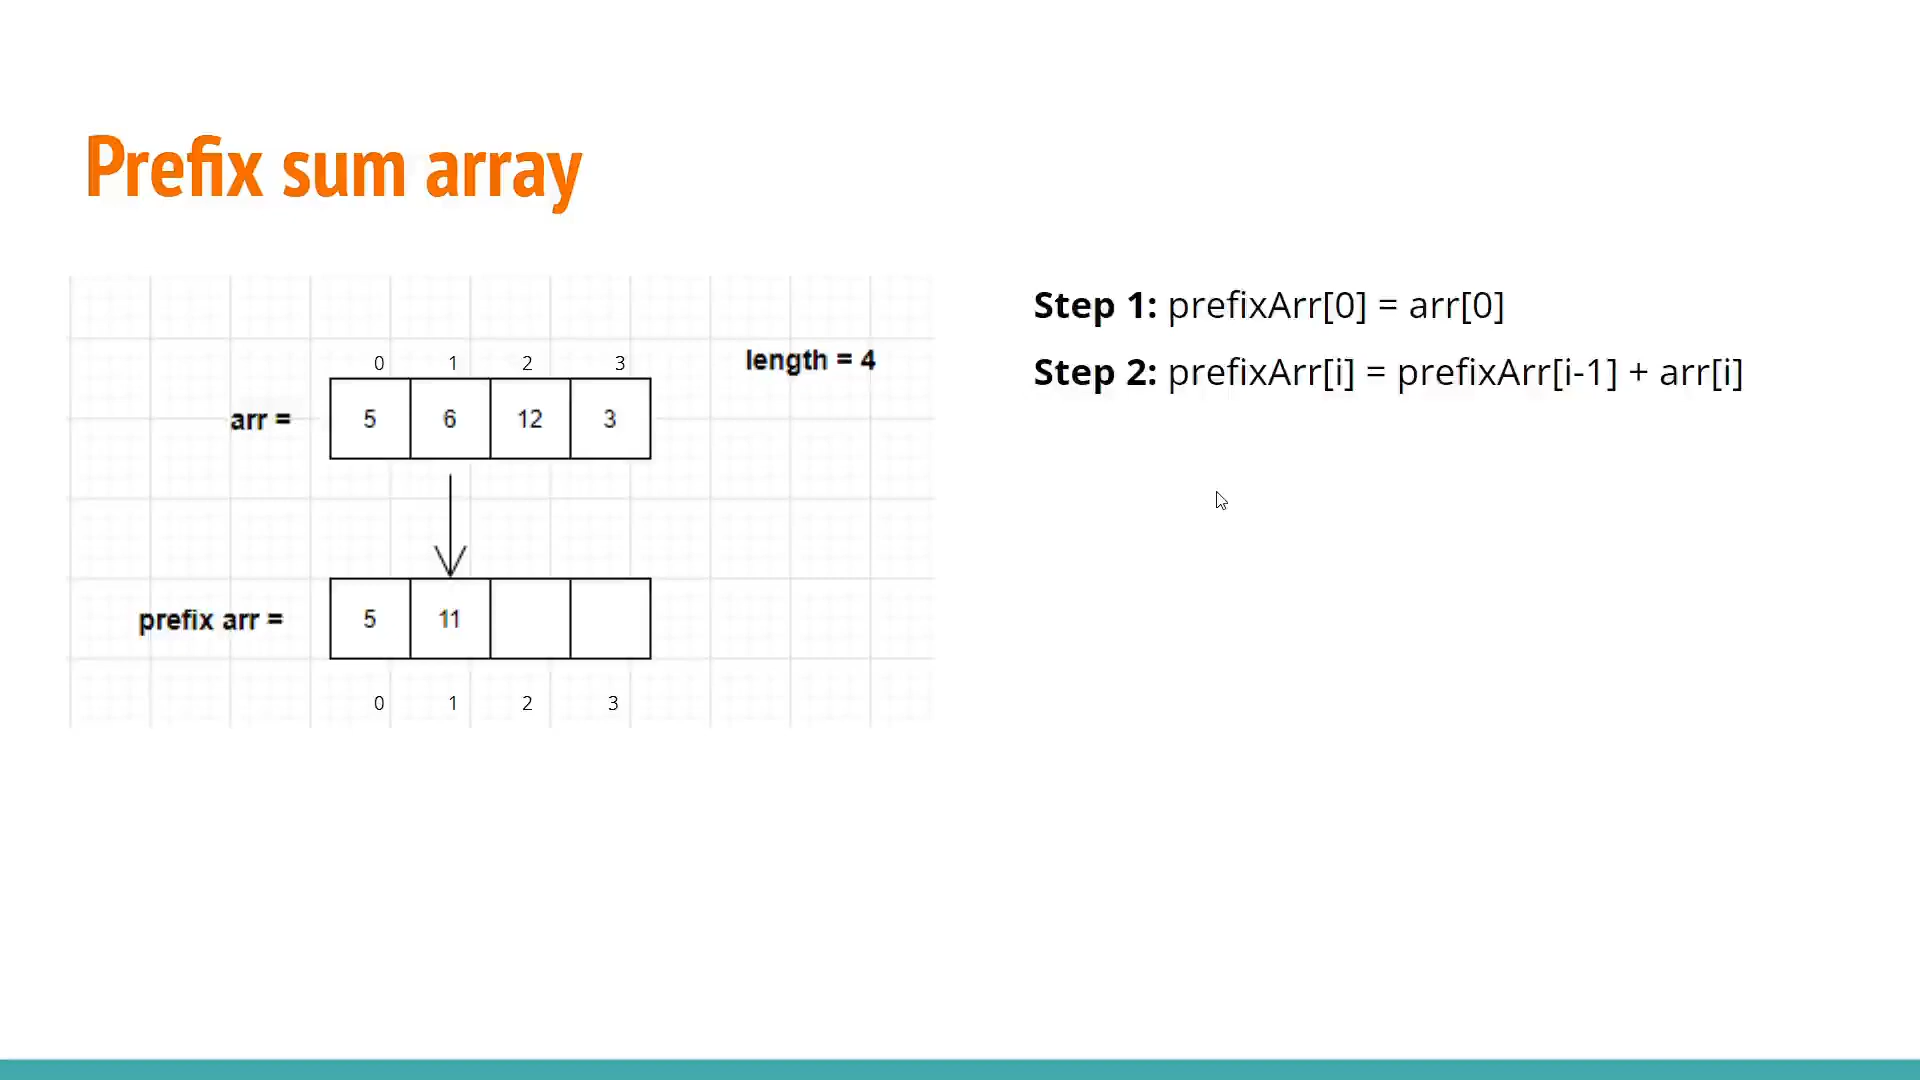 Prefix sum array
0 1 2 3
length = 4
arr = 5 6 12 3
prefix arr = 5 11
0 1 2 3
Step 1: prefixArr[0] = arr[0]
Step 2: prefixArr[i] = prefixArr[i-1] + arr[i]